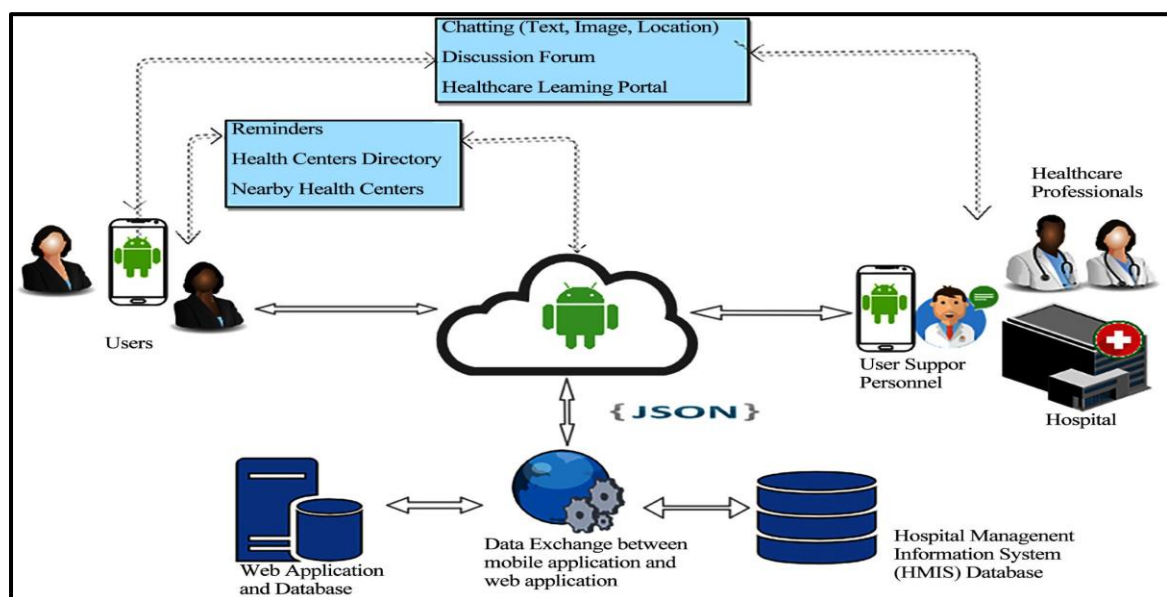 Chatting (Text, Image, Location)
Discussion Forum
Healthcare Learning Portal
Reminders
Health Centers Directory
Nearby Health Centers
Healthcare
Professionals
Users
User Suppor
Personnel
Hospital
{JSON}
Web Application
and Database
Data Exchange between
mobile application and
web application
Hospital Managenent
Information System
(HMIS) Database